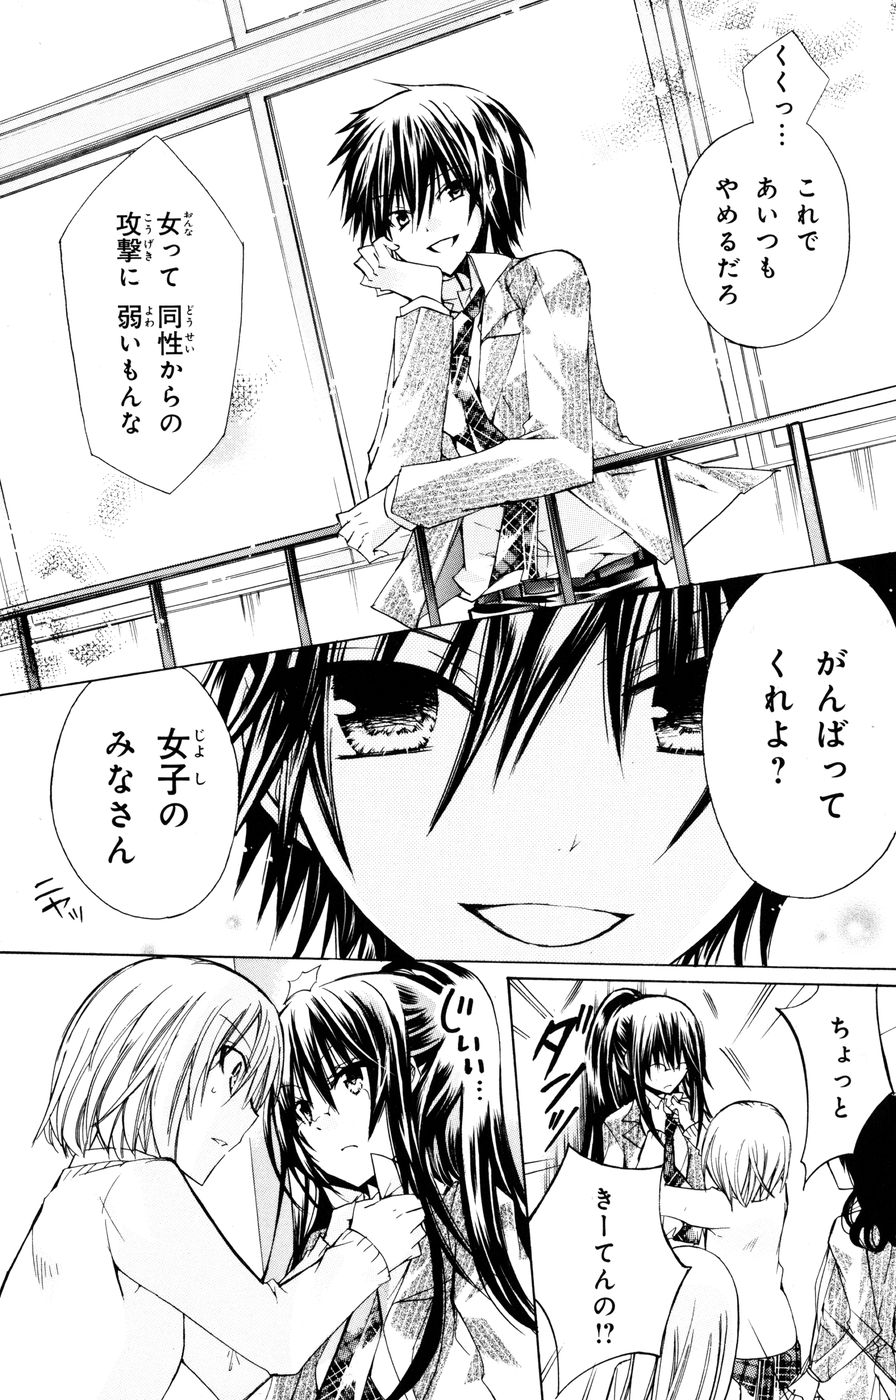 くくっ…
これで
あいつも
やめるだろ
女って
同性からの
攻撃に
弱いもんな
がんばって
くれよ?
女子の
みなさん
ニヤッ
ちょっと
ダンッ
きーてんの!?
じぃぃ…